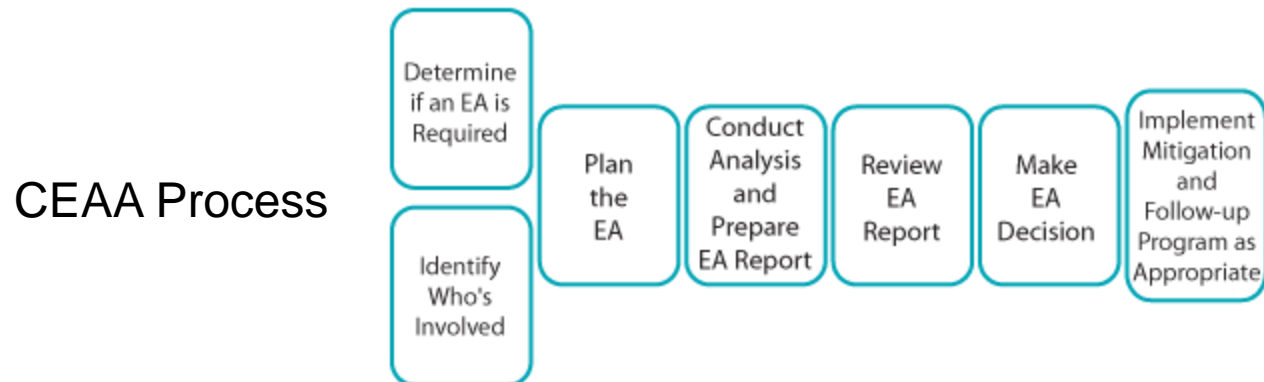 CEAA Process
Determine
if an EA is
Required
Identify
Who's
Involved
Plan
the
EA
Conduct
Analysis
and
Prepare
EA Report
Review
EA
Report
Make
EA
Decision
Implement
Mitigation
and
Follow-up
Program as
Appropriate